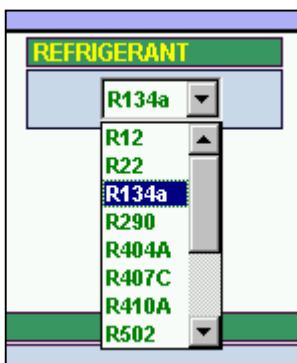 REFRIGERANT
R134a
R12
R22
R134a
R290
R404A
R407C
R410A
R502